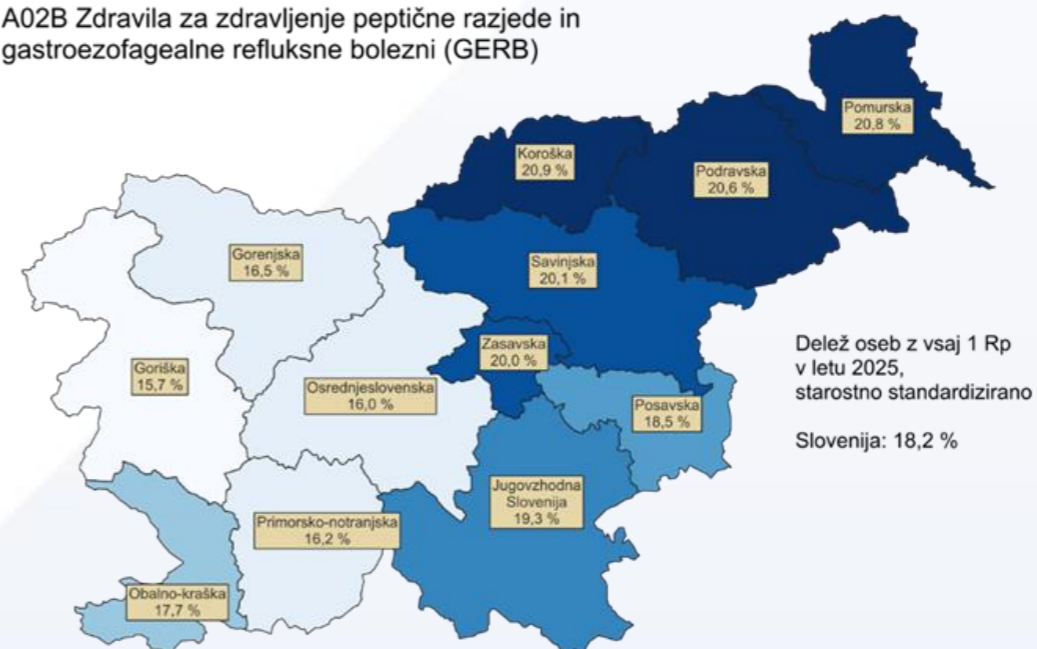 A02B Zdravila za zdravljenje peptične razjede in
gastroezofagealne refluksne bolezni (GERB)
Pomurska
20,8 %
Koroška
20,9 %
Podravska
20,6 %
Gorenjska
16,5 %
Savinjska
20,1 %
Zasavska
20,0 %
Goriška
15,7 %
Osrednjeslovenska
16,0 %
Posavska
18,5 %
Delež oseb z vsaj 1 Rp
v letu 2025,
starostno standardizirano
Slovenija: 18,2 %
Jugovzhodna
Slovenija
19,3 %
Primorsko-notranjska
16,2 %
Obalno-kraška
17,7 %